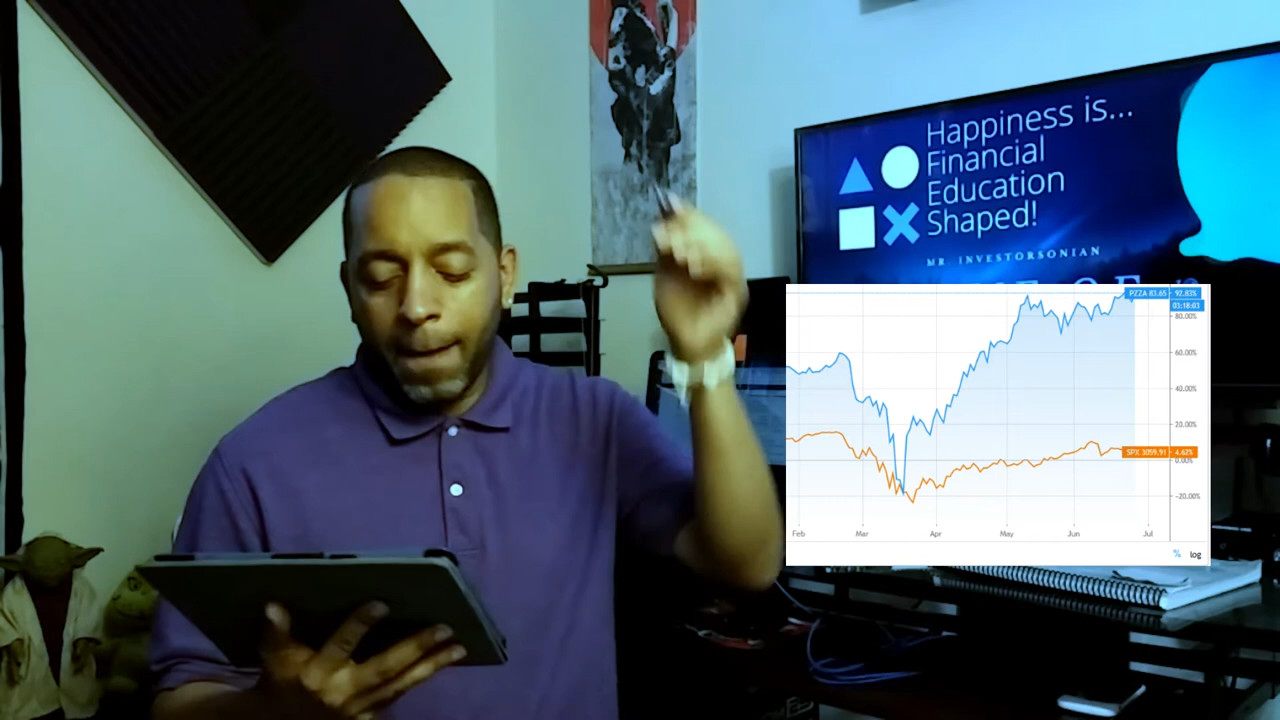 Happiness is...
Financial
Education
Shaped!
MR INVESTORSONIAN
PZZA 83.65 92.83%
03:18:03
80.00%
60.00%
40.00%
20.00%
SPX 3059.91 4.62%
0.00%
-20.00%
Feb Mar Apr May Jun Jul
% log